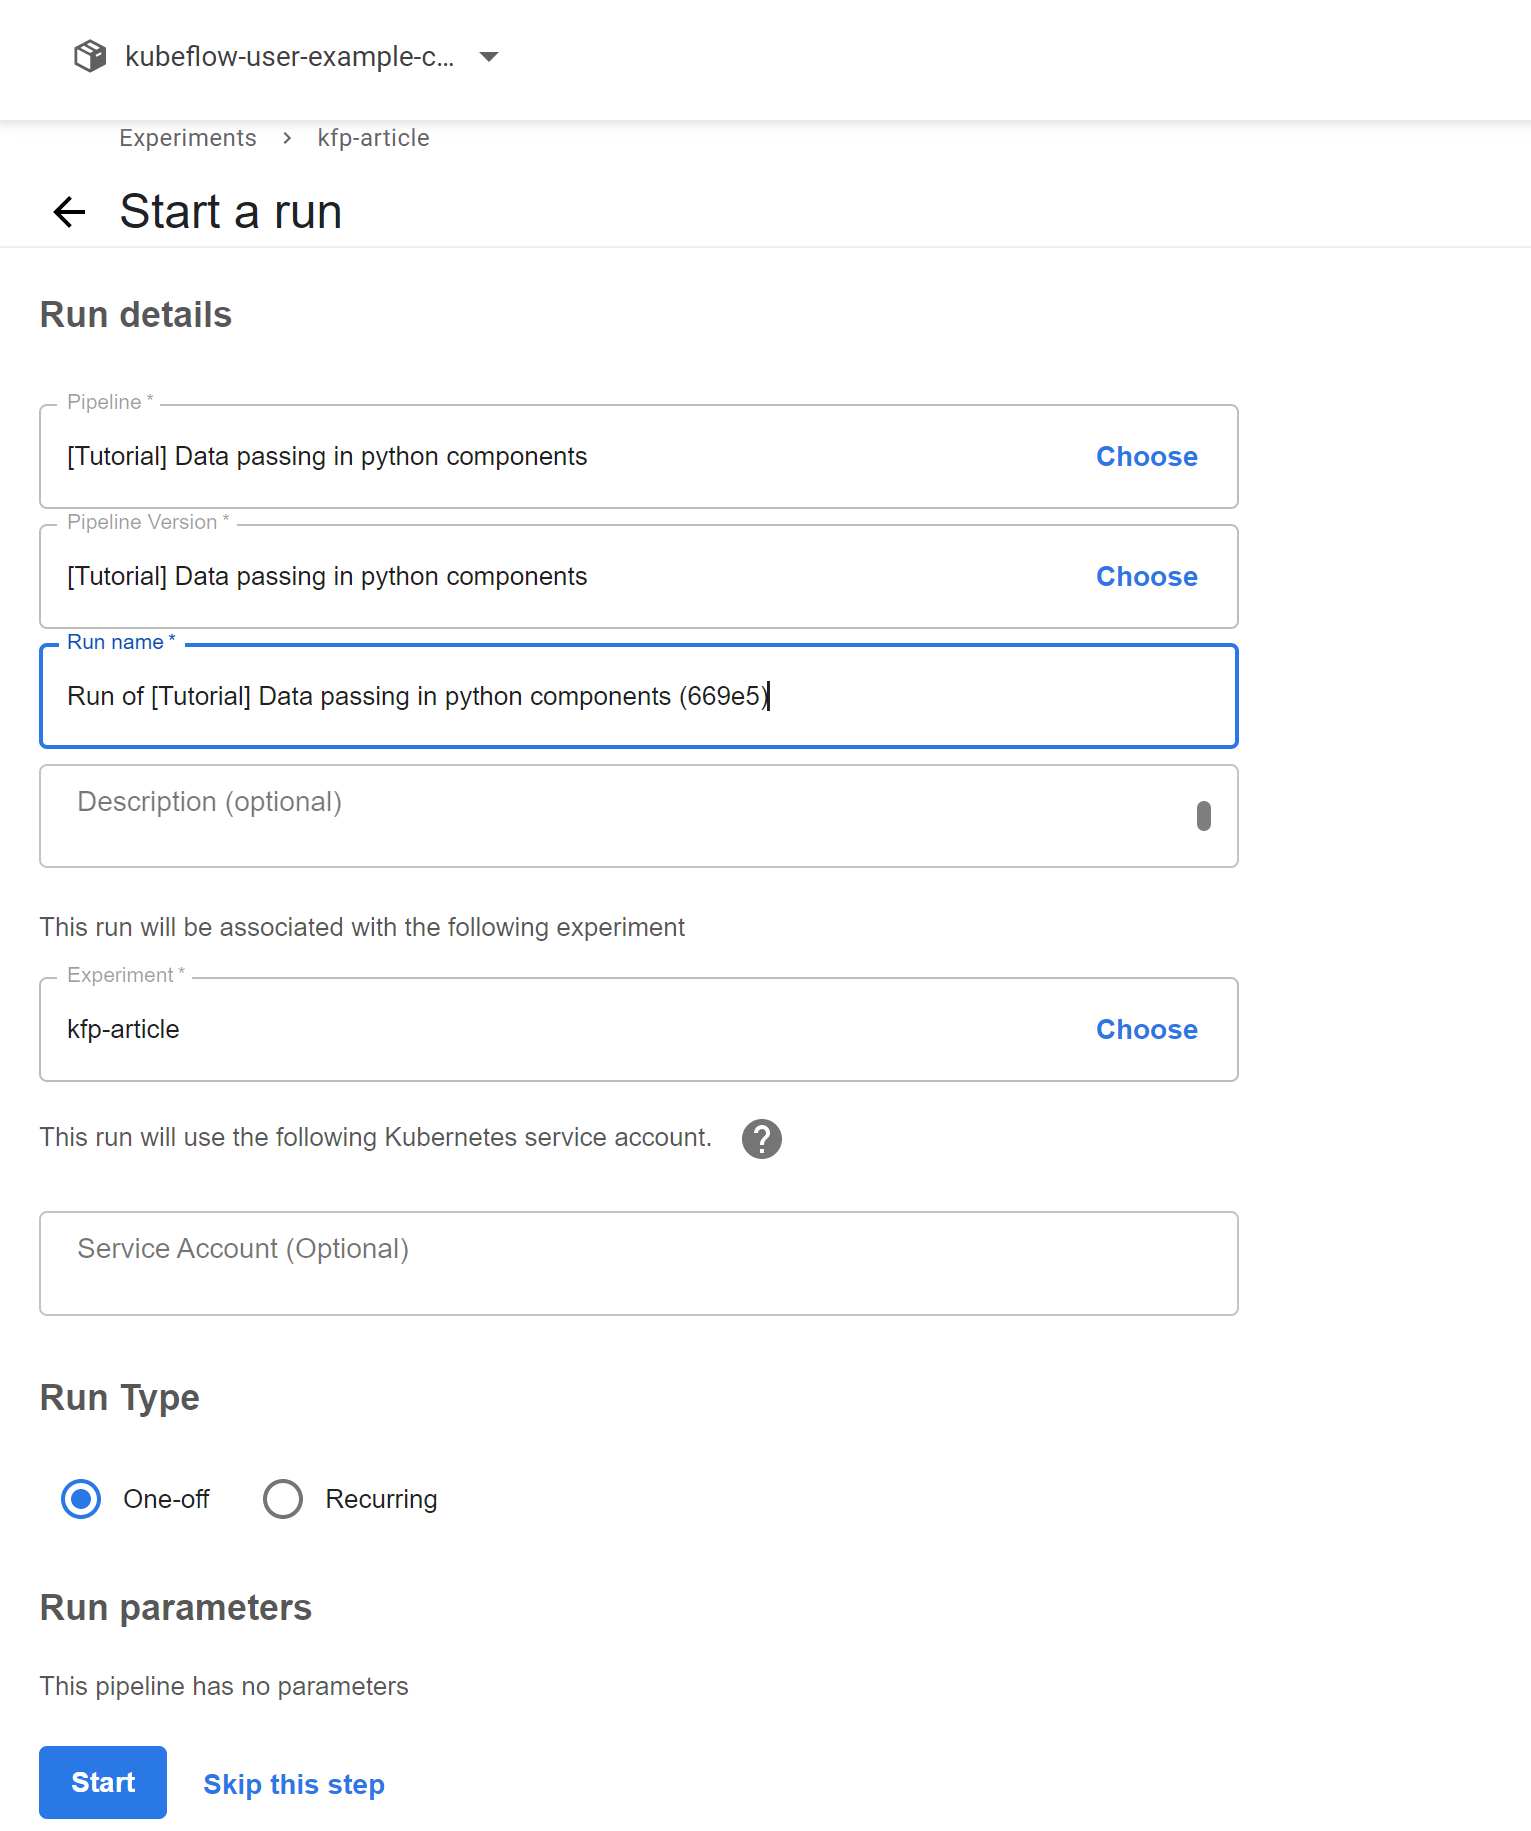 kubeflow-user-example-c...
Experiments > kfp-article
Start a run
Run details
Pipeline *
[Tutorial] Data passing in python components Choose
Pipeline Version *
[Tutorial] Data passing in python components Choose
Run name *
Run of [Tutorial] Data passing in python components (669e5)
Description (optional)
This run will be associated with the following experiment
Experiment *
kfp-article Choose
This run will use the following Kubernetes service account. ?
Service Account (Optional)
Run Type
One-off Recurring
Run parameters
This pipeline has no parameters
Start Skip this step